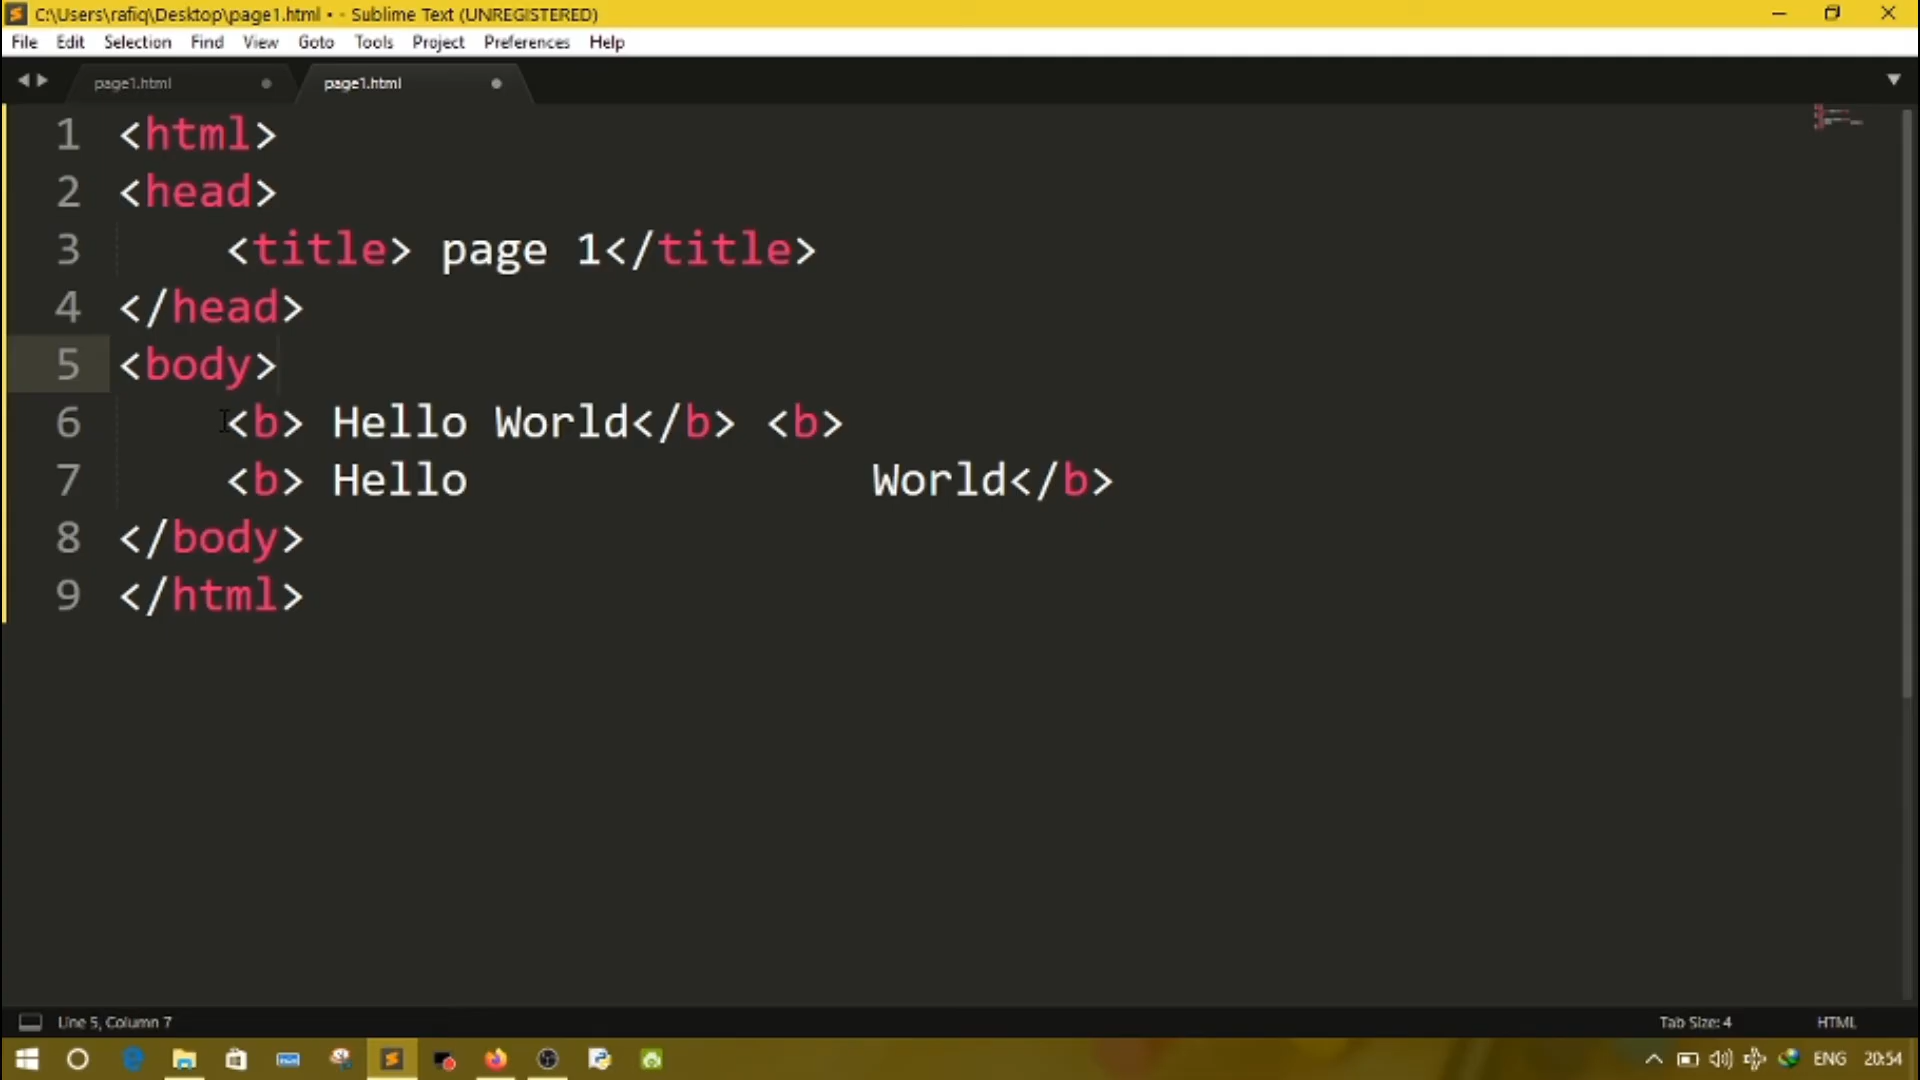 C:\Users\rafiq\Desktop\page1.html • - Sublime Text (UNREGISTERED)
File Edit Selection Find View Goto Tools Project Preferences Help
page1.html page1.html
1 <html>
2 <head>
3 <title> page 1</title>
4 </head>
5 <body>
6 <b> Hello World</b> <b>
7 <b> Hello World</b>
8 </body>
9 </html>
Line 5, Column 7 Tab Size: 4 HTML
ENG 20:54